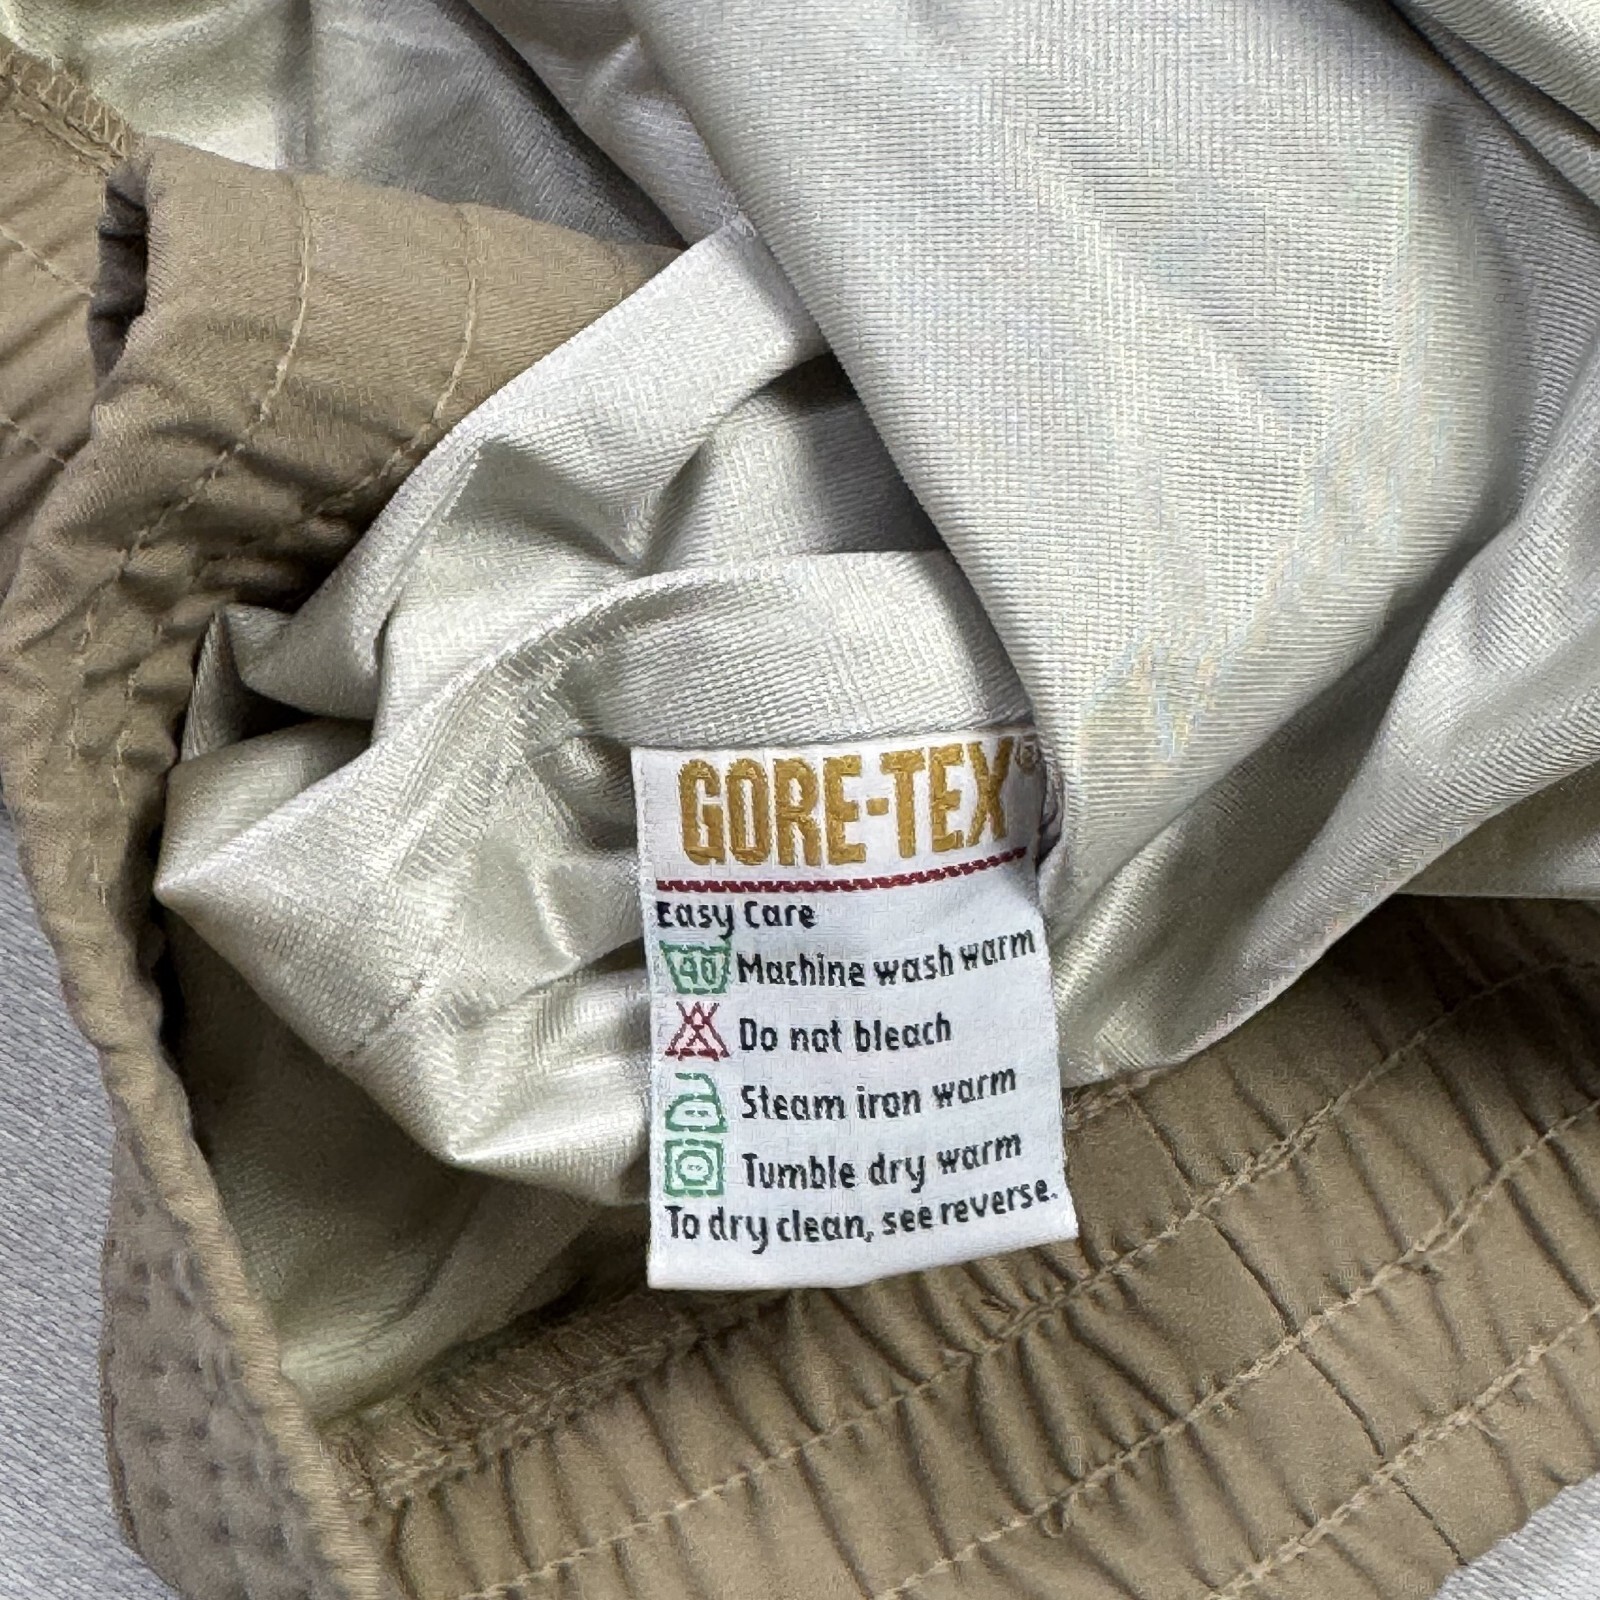 GORE-TEX®
Easy Care
40 Machine wash warm
Do not bleach
Steam iron warm
Tumble dry warm
To dry clean, see reverse.